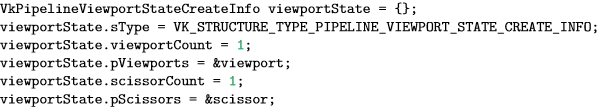 VkPipelineViewportStateCreateInfo viewportState = {};
viewportState.sType = VK_STRUCTURE_TYPE_PIPELINE_VIEWPORT_STATE_CREATE_INFO;
viewportState.viewportCount = 1;
viewportState.pViewports = &viewport;
viewportState.scissorCount = 1;
viewportState.pScissors = &scissor;